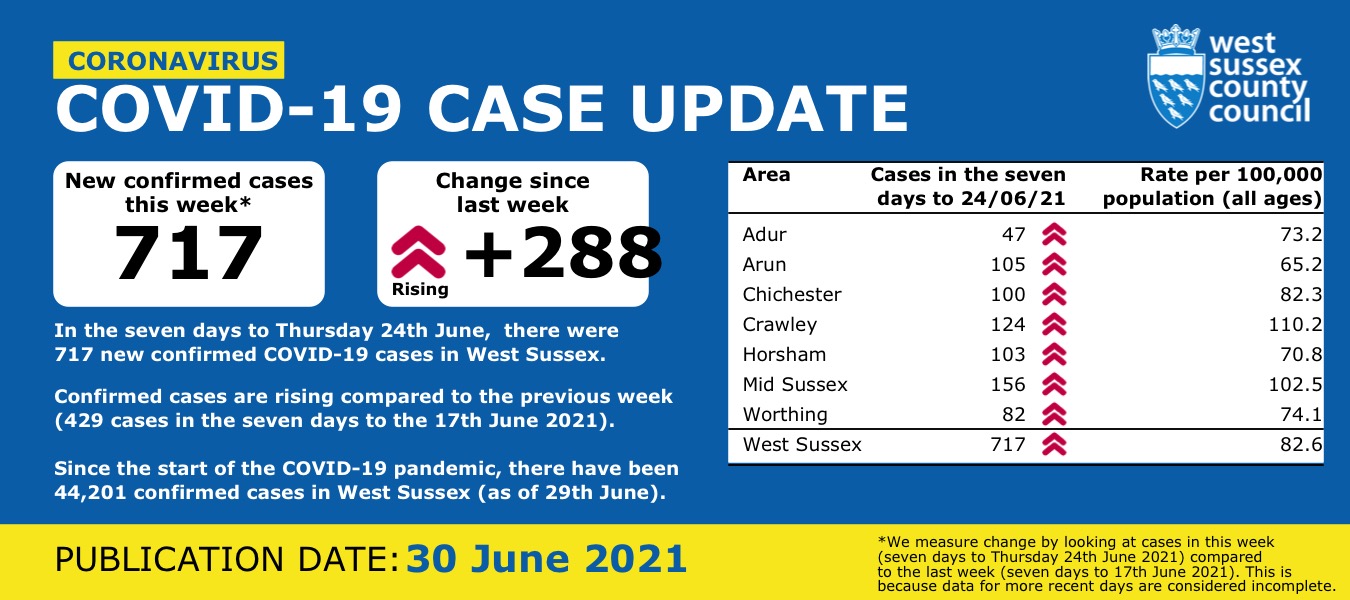 CORONAVIRUS
COVID-19 CASE UPDATE
west
sussex
county
council
New confirmed cases
this week*
717
Change since
last week
+288
Rising
In the seven days to Thursday 24th June, there were
717 new confirmed COVID-19 cases in West Sussex.
Confirmed cases are rising compared to the previous week
(429 cases in the seven days to the 17th June 2021).
Since the start of the COVID-19 pandemic, there have been
44,201 confirmed cases in West Sussex (as of 29th June).
Area Cases in the seven Rate per 100,000
days to 24/06/21 population (all ages)
Adur 47 73.2
Arun 105 65.2
Chichester 100 82.3
Crawley 124 110.2
Horsham 103 70.8
Mid Sussex 156 102.5
Worthing 82 74.1
West Sussex 717 82.6
PUBLICATION DATE: 30 June 2021
*We measure change by looking at cases in this week
(seven days to Thursday 24th June 2021) compared
to the last week (seven days to 17th June 2021). This is
because data for more recent days are considered incomplete.